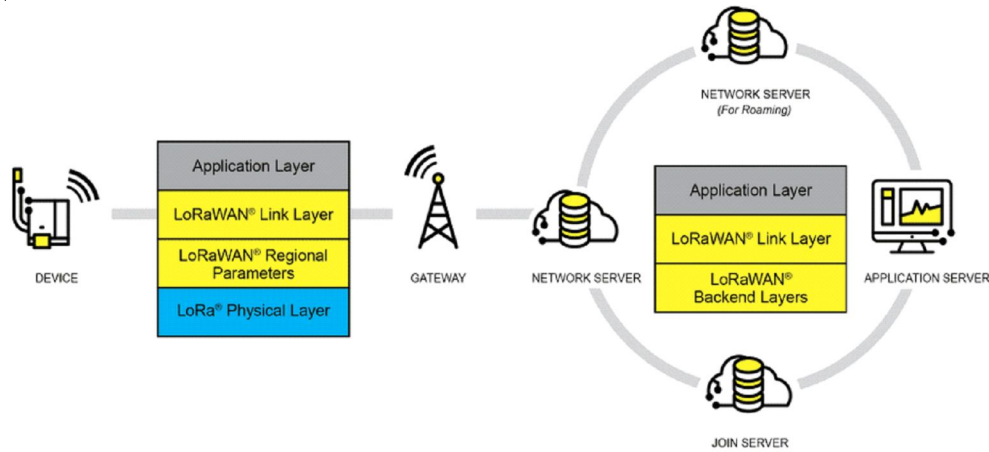 NETWORK SERVER
(For Roaming)
Application Layer
LoRaWAN® Link Layer
LoRaWAN® Regional
Parameters
LoRa® Physical Layer
Application Layer
LoRaWAN® Link Layer
LoRaWAN®
Backend Layers
DEVICE
GATEWAY
NETWORK SERVER
APPLICATION SERVER
JOIN SERVER